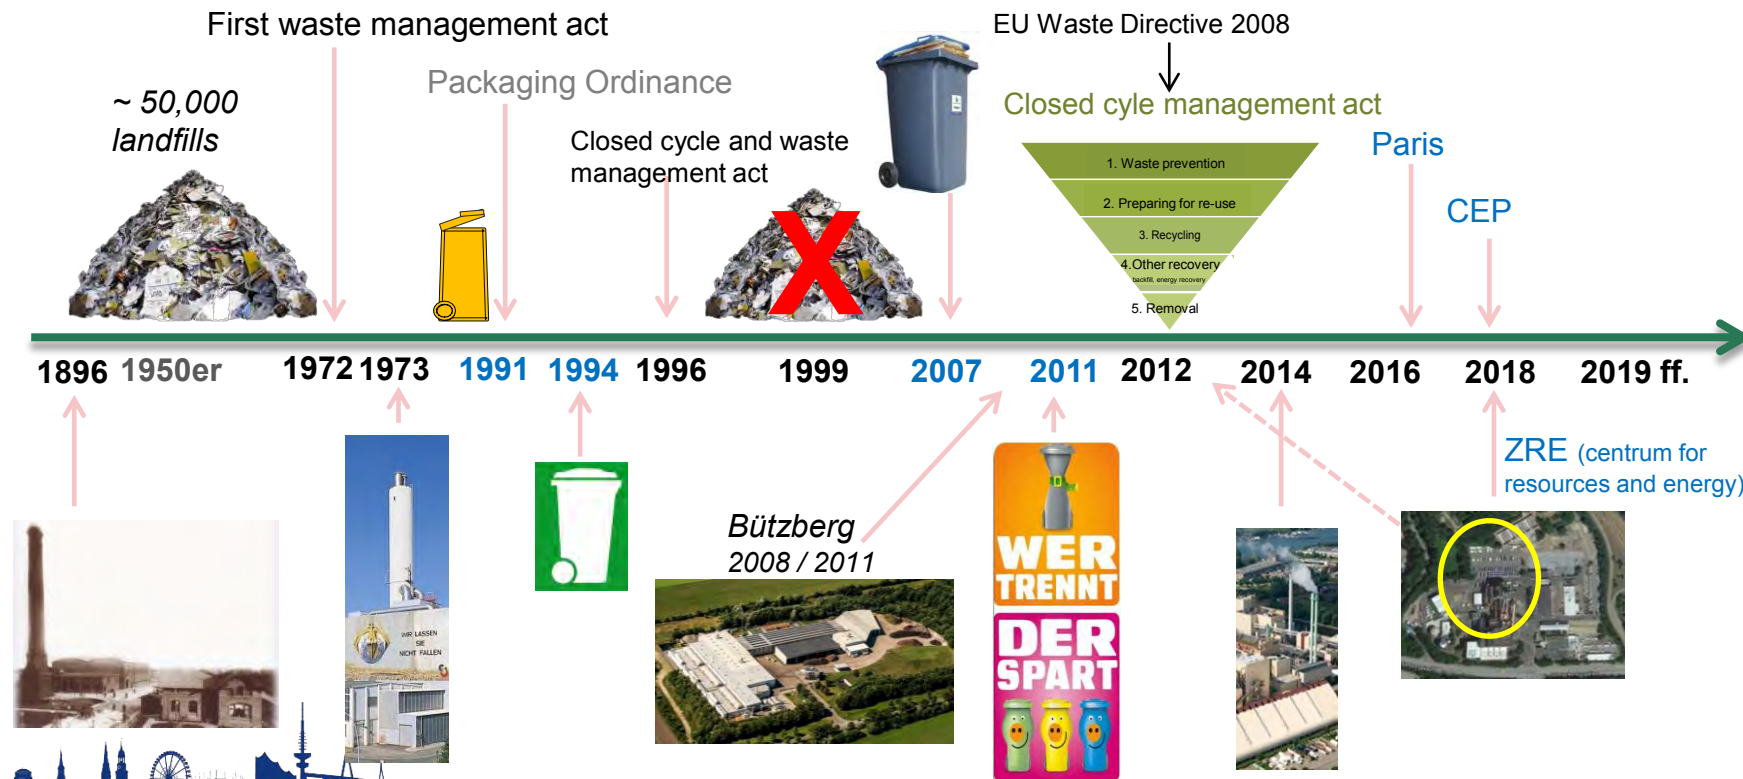 First waste management act
EU Waste Directive 2008
Packaging Ordinance
~ 50,000
landfills
Closed cyle management act
Closed cycle and waste
management act
Paris
1. Waste prevention
2. Preparing for re-use
3. Recycling
4.Other recovery
backfill, energy recovery
5. Removal
CEP
X
1896 1950er 1972 1973 1991 1994 1996 1999 2007 2011 2012 2014 2016 2018 2019 ff.
ZRE (centrum for
resources and energy)
Bützberg
2008 / 2011
WER
TRENNT
DER
SPART
WIR LASSEN
SIE
NICHT FALLEN